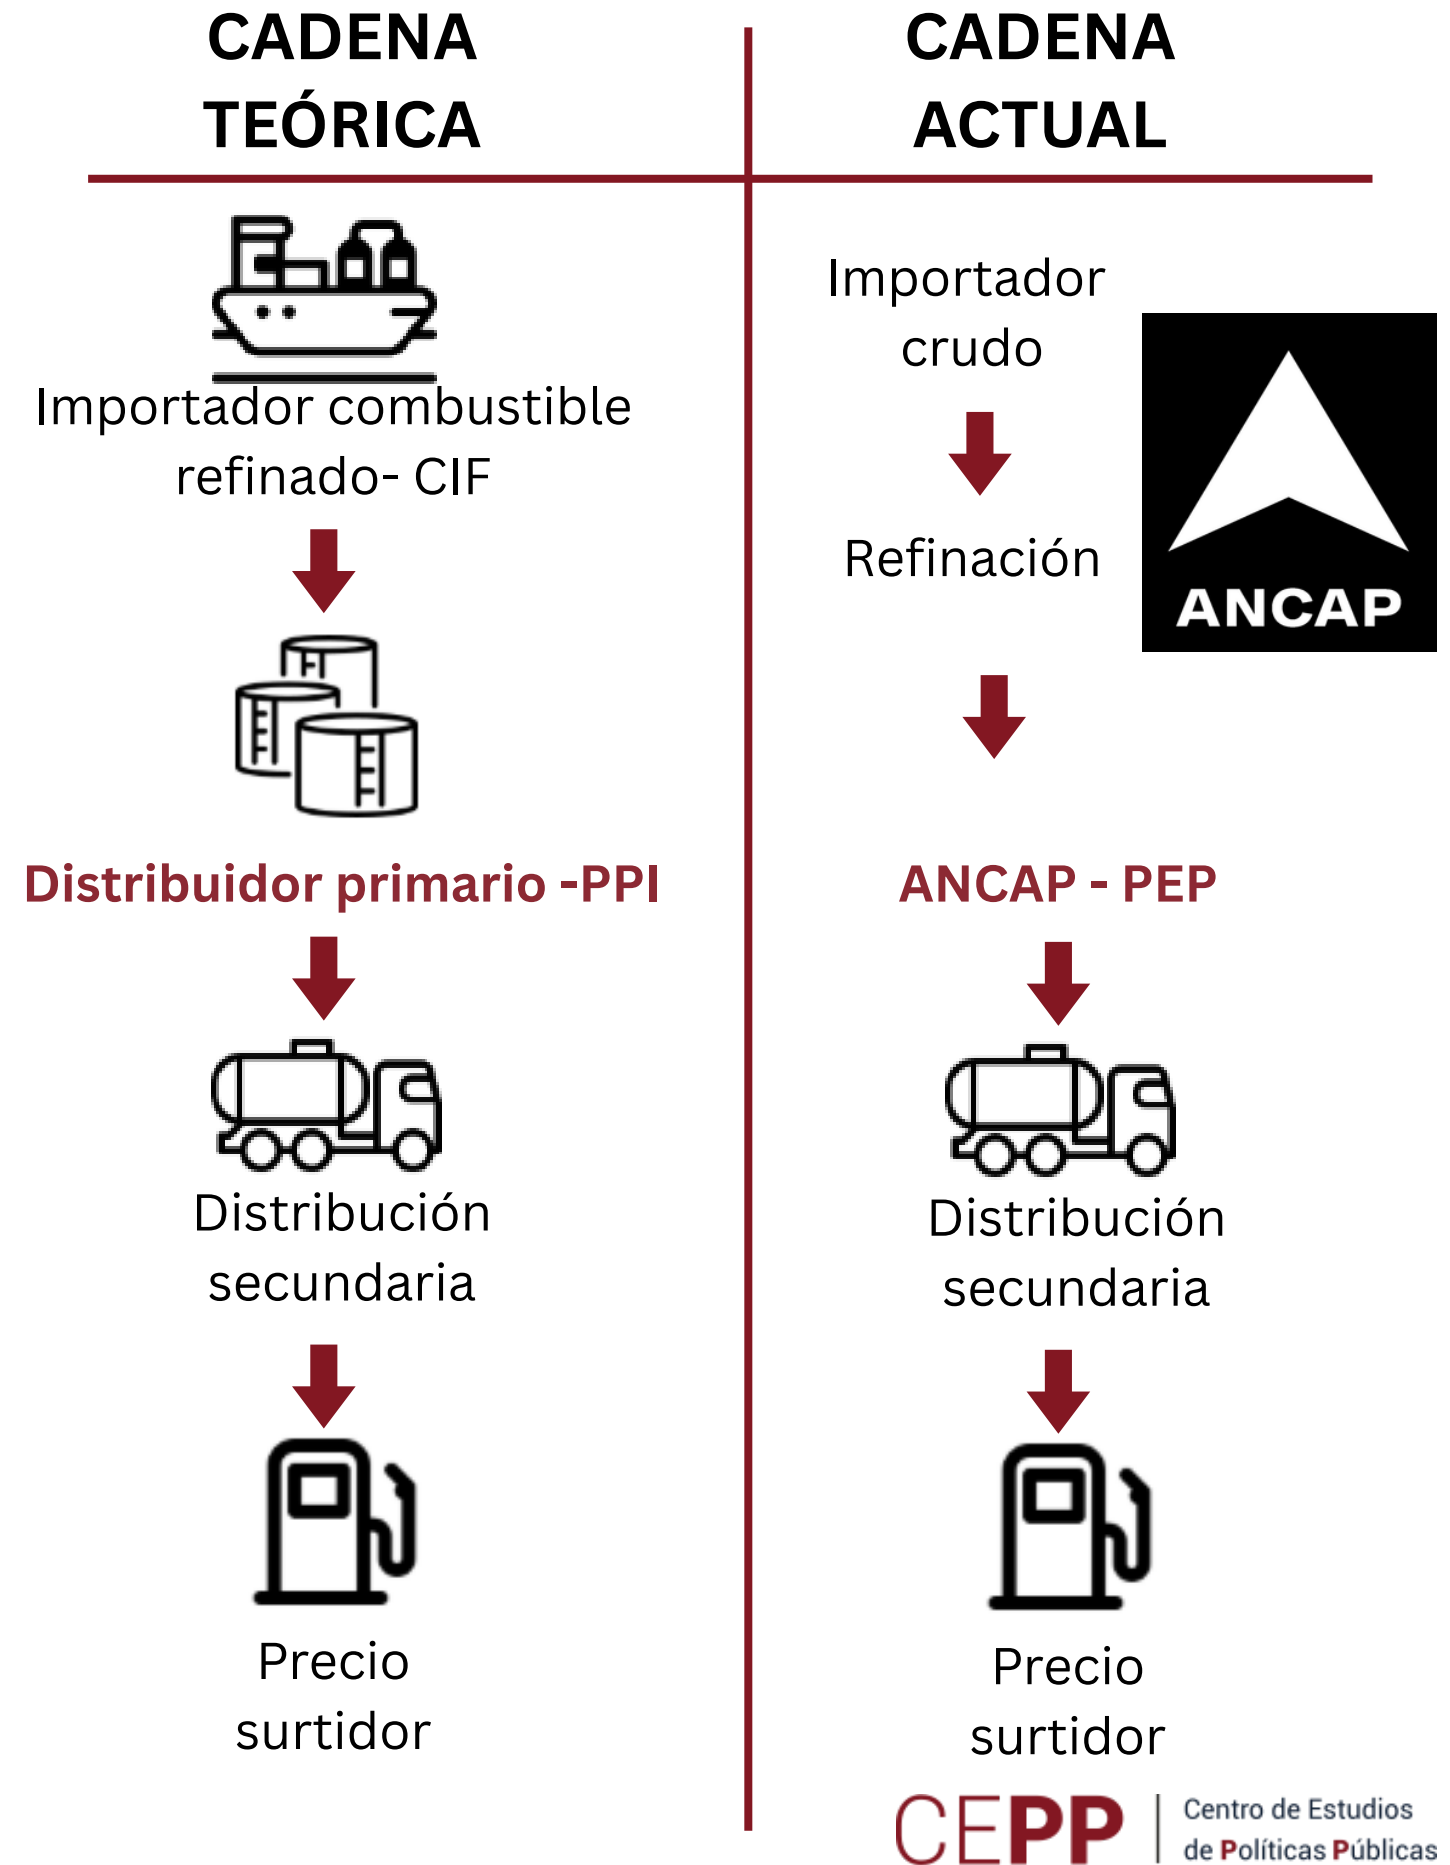 CADENA
TEÓRICA
Importador combustible
refinado- CIF
Distribuidor primario -PPI
Distribución
secundaria
Precio
surtidor
CADENA
ACTUAL
Importador
crudo
Refinación
ANCAP
ANCAP - PEP
Distribución
secundaria
Precio
surtidor
CEPP
Centro de Estudios
de Políticas Públicas